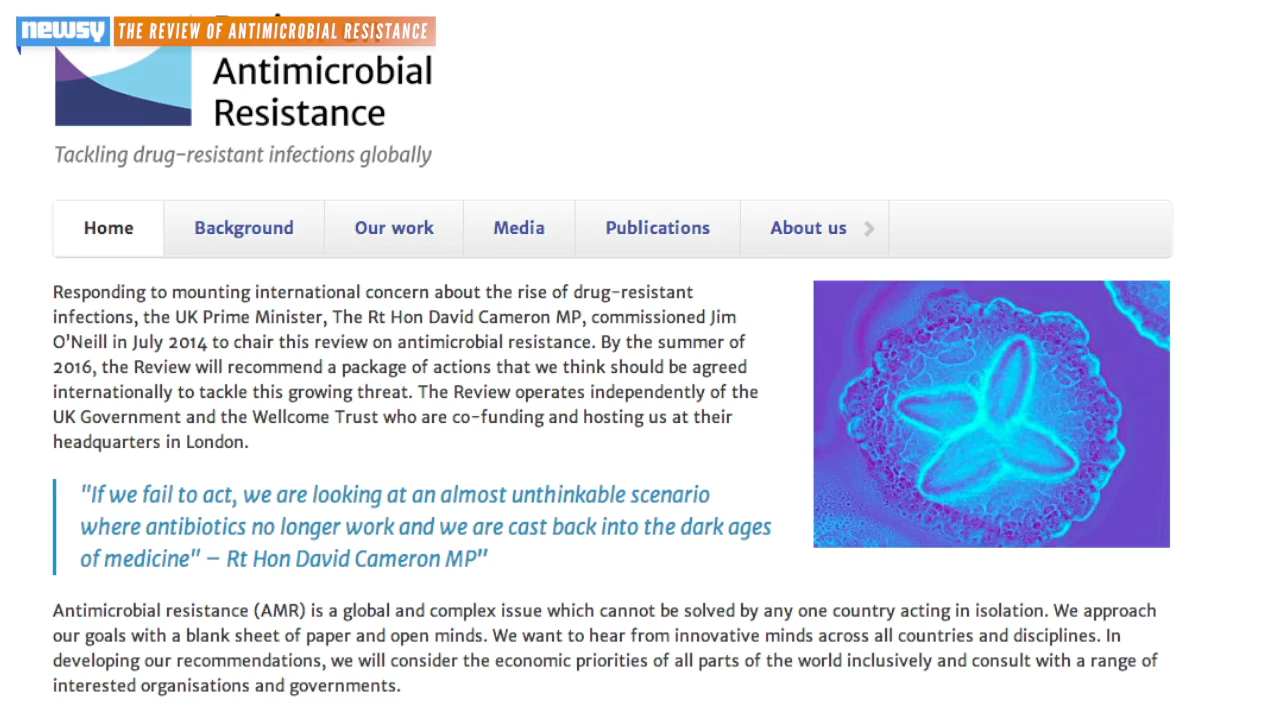 newsy THE REVIEW OF ANTIMICROBIAL RESISTANCE
Antimicrobial
Resistance
Tackling drug-resistant infections globally
Home Background Our work Media Publications About us
Responding to mounting international concern about the rise of drug-resistant
infections, the UK Prime Minister, The Rt Hon David Cameron MP, commissioned Jim
O'Neill in July 2014 to chair this review on antimicrobial resistance. By the summer of
2016, the Review will recommend a package of actions that we think should be agreed
internationally to tackle this growing threat. The Review operates independently of the
UK Government and the Wellcome Trust who are co-funding and hosting us at their
headquarters in London.
"If we fail to act, we are looking at an almost unthinkable scenario
where antibiotics no longer work and we are cast back into the dark ages
of medicine" – Rt Hon David Cameron MP"
Antimicrobial resistance (AMR) is a global and complex issue which cannot be solved by any one country acting in isolation. We approach
our goals with a blank sheet of paper and open minds. We want to hear from innovative minds across all countries and disciplines. In
developing our recommendations, we will consider the economic priorities of all parts of the world inclusively and consult with a range of
interested organisations and governments.